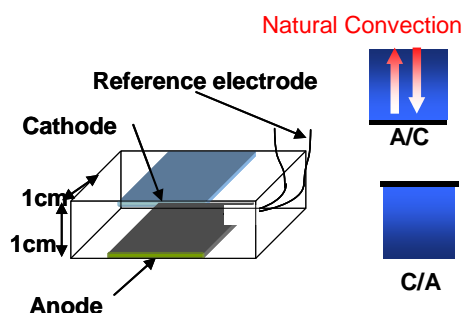 Natural Convection
Reference electrode
Cathode
A/C
1cm
1cm
C/A
Anode